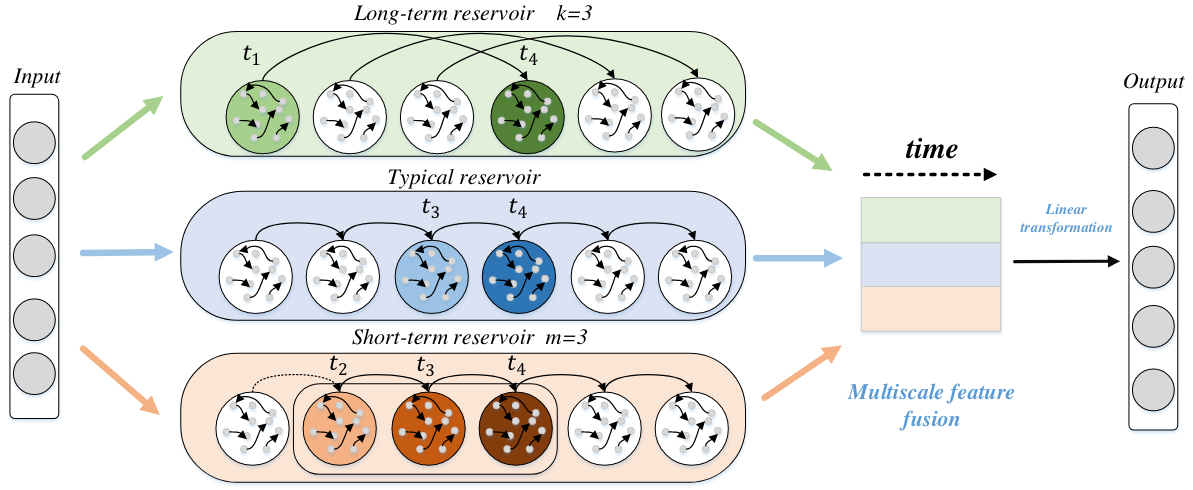 Long-term reservoir k=3
t₁
t₄
Input
Output
time
Typical reservoir
t₃
t₄
Linear
transformation
Short-term reservoir m=3
t₂
t₃
t₄
Multiscale feature
fusion